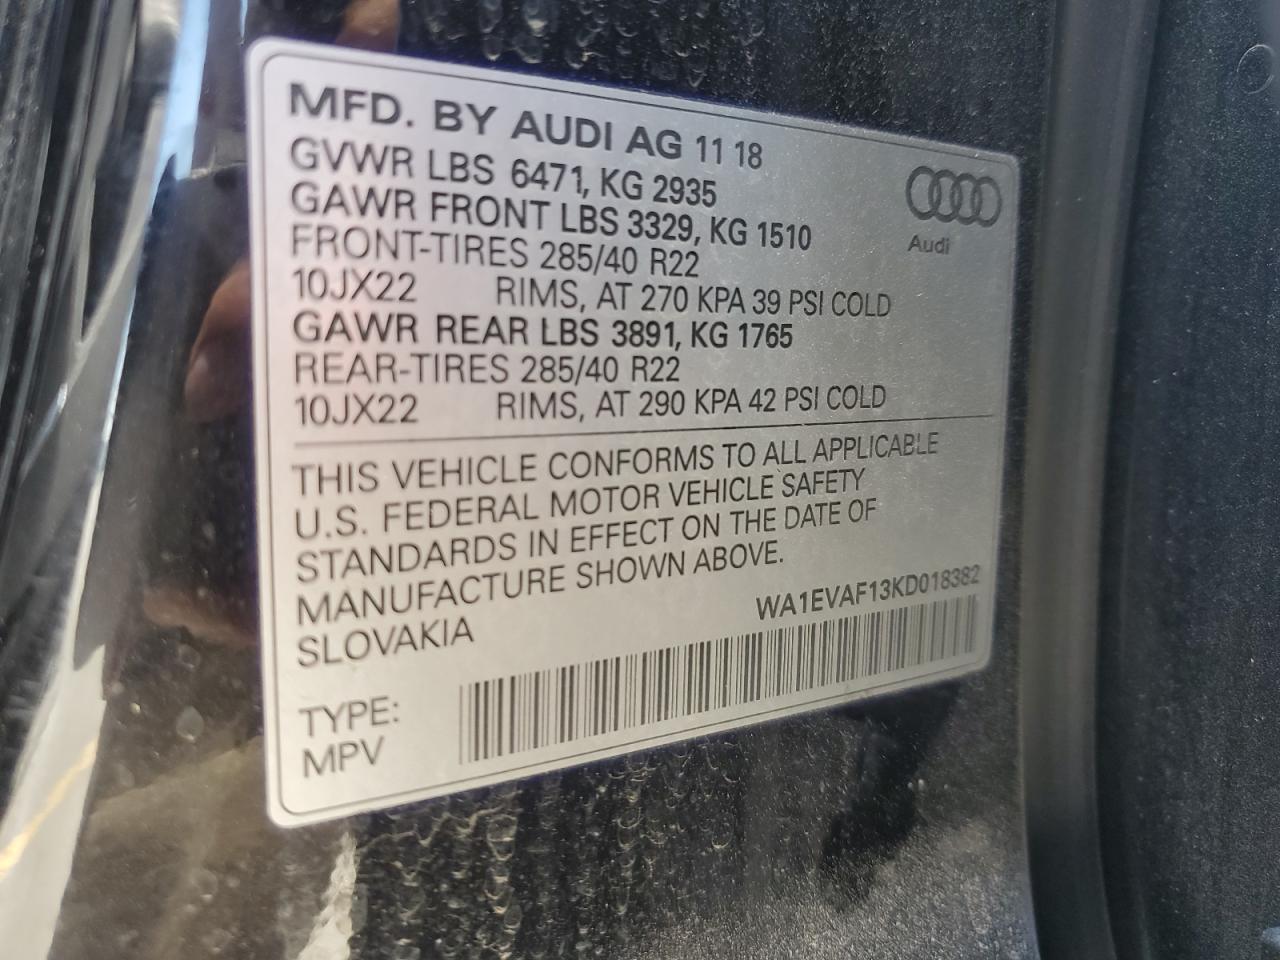 MFD. BY AUDI AG 11 18
GVWR LBS 6471, KG 2935
GAWR FRONT LBS 3329, KG 1510
FRONT-TIRES 285/40 R22
10JX22 RIMS, AT 270 KPA 39 PSI COLD
GAWR REAR LBS 3891, KG 1765
REAR-TIRES 285/40 R22
10JX22 RIMS, AT 290 KPA 42 PSI COLD
Audi
THIS VEHICLE CONFORMS TO ALL APPLICABLE
U.S. FEDERAL MOTOR VEHICLE SAFETY
STANDARDS IN EFFECT ON THE DATE OF
MANUFACTURE SHOWN ABOVE.
SLOVAKIA
WA1EVAF13KD018382
TYPE:
MPV